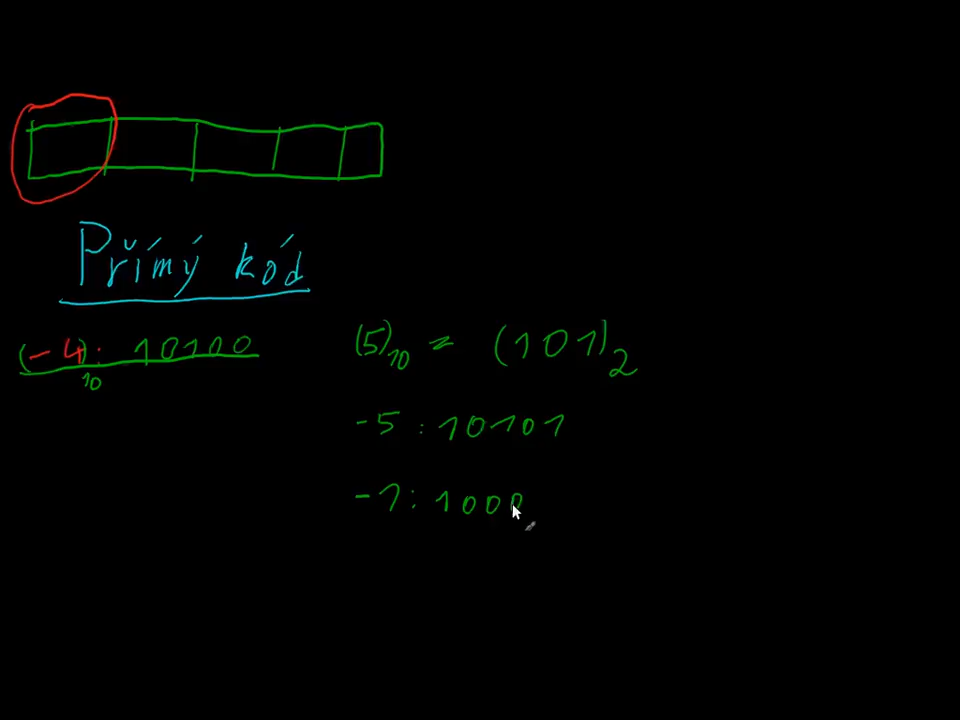 Přímý kód
(-4)₁₀: 10100
(5)₁₀ = (101)₂
-5 : 10101
-1 : 1000